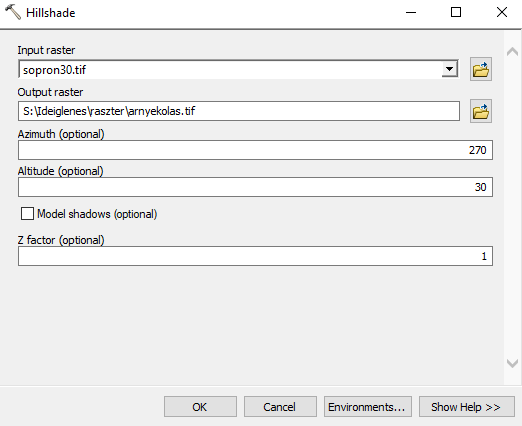 Hillshade
Input raster
sopron30.tif
Output raster
S:\Ideiglenes\raszter\arnyekolas.tif
Azimuth (optional)
270
Altitude (optional)
30
Model shadows (optional)
Z factor (optional)
1
OK Cancel Environments... Show Help >>